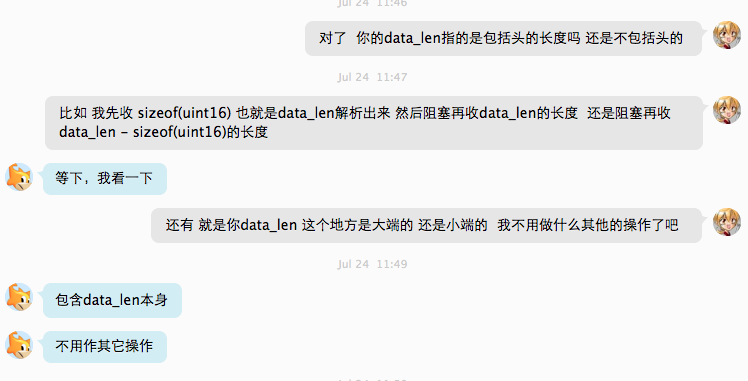 Jul 24 11:46
对了 你的data_len指的是包括头的长度吗 还是不包括头的
Jul 24 11:47
比如 我先收 sizeof(uint16) 也就是data_len解析出来 然后阻塞再收data_len的长度 还是阻塞再收
data_len - sizeof(uint16)的长度
等下，我看一下
还有 就是你data_len 这个地方是大端的 还是小端的 我不用做什么其他的操作了吧
Jul 24 11:49
包含data_len本身
不用作其它操作